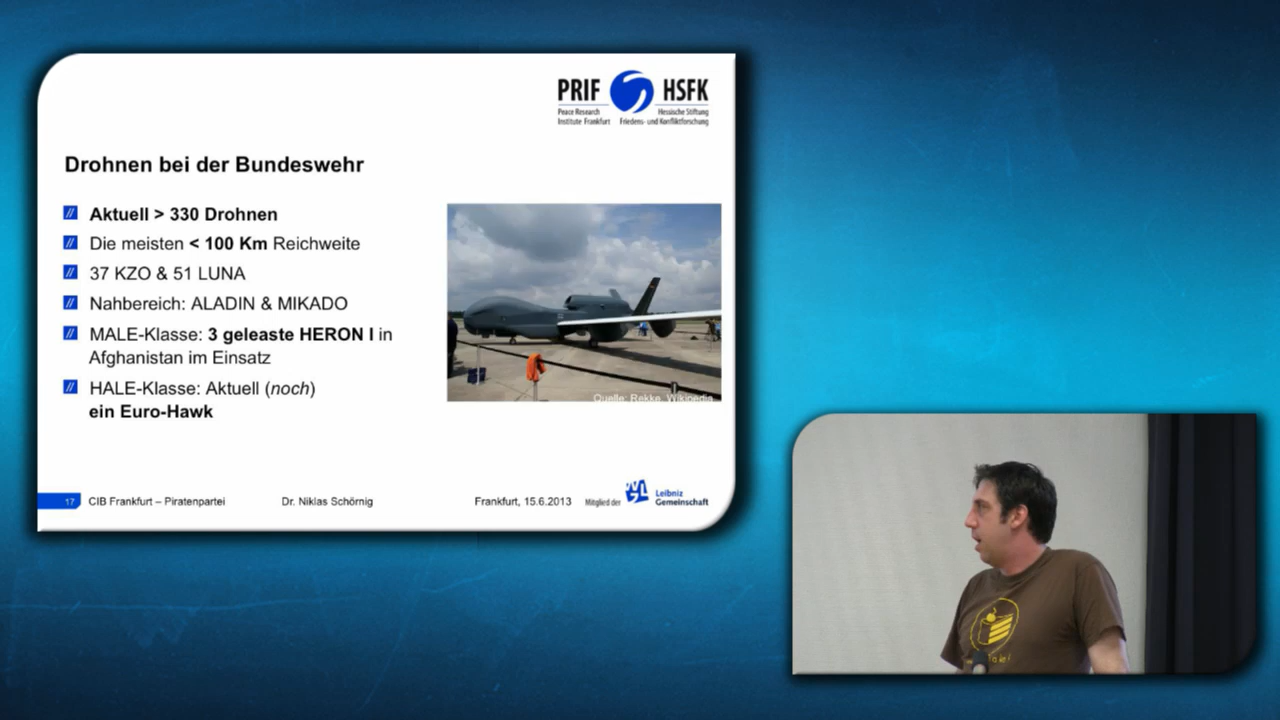 PRIF HSFK
Peace Research Hessische Stiftung
Institute Frankfurt Friedens- und Konfliktforschung
Drohnen bei der Bundeswehr
Aktuell > 330 Drohnen
Die meisten < 100 Km Reichweite
37 KZO & 51 LUNA
Nahbereich: ALADIN & MIKADO
MALE-Klasse: 3 geleaste HERON I in
Afghanistan im Einsatz
HALE-Klasse: Aktuell (noch)
ein Euro-Hawk
Quelle: Rekke, Wikipedia
17 CIB Frankfurt – Piratenpartei Dr. Niklas Schörnig Frankfurt, 15.6.2013 Mitglied der Leibniz
Gemeinschaft